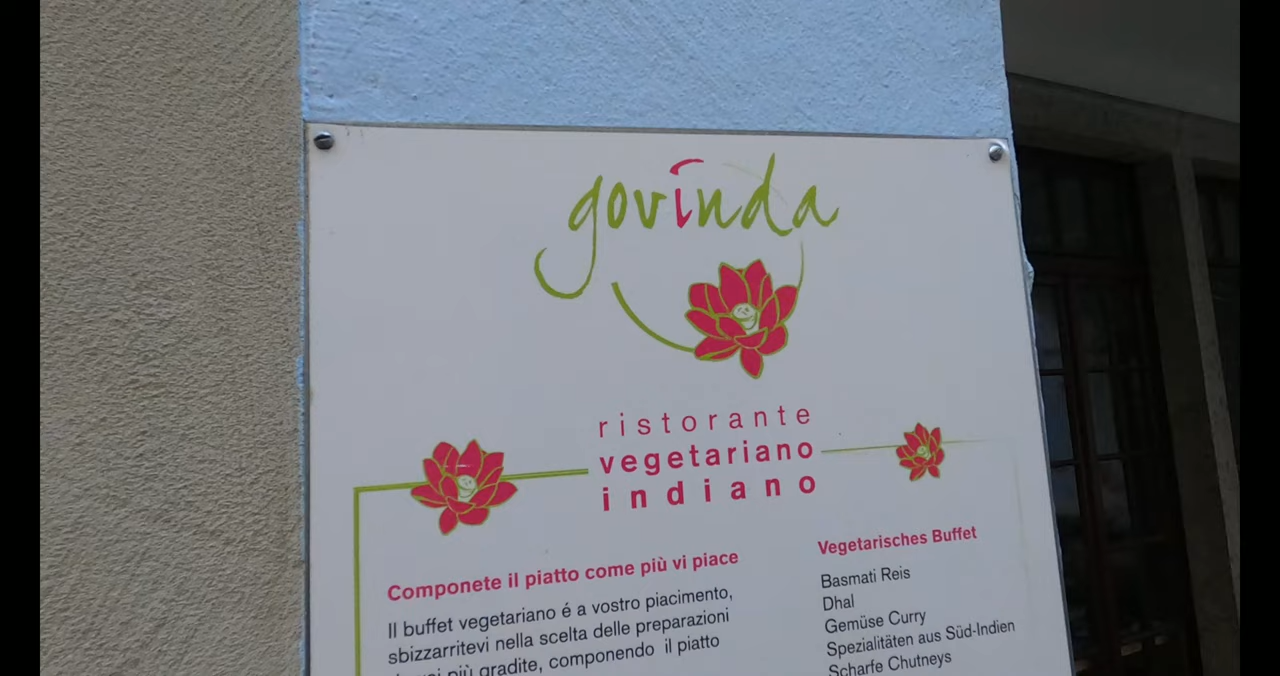 govinda
ristorante
vegetariano
indiano
Componete il piatto come più vi piace
Il buffet vegetariano é a vostro piacimento,
sbizzarritevi nella scelta delle preparazioni
più gradite, componendo il piatto
Vegetarisches Buffet
Basmati Reis
Dhal
Gemüse Curry
Spezialitäten aus Süd-Indien
Scharfe Chutneys